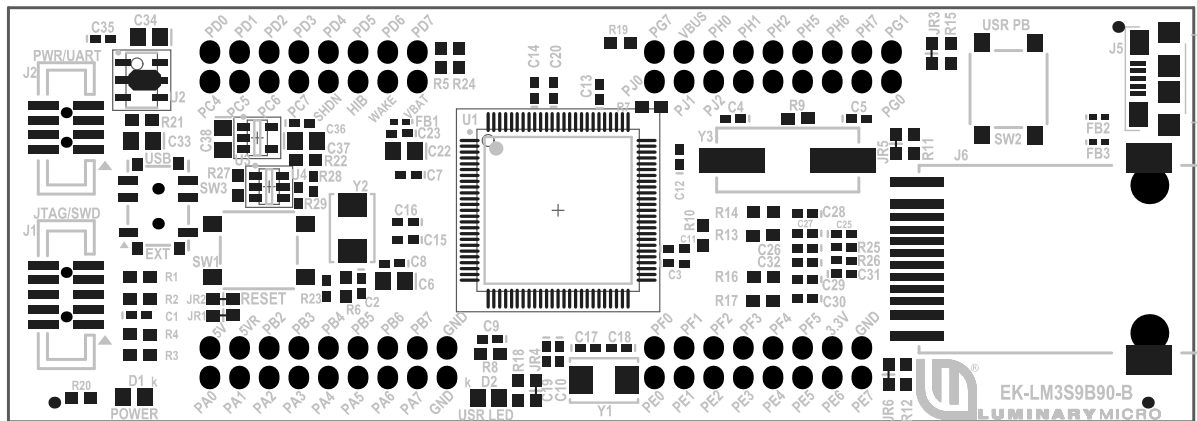 C35
C34
PD0 PD1 PD2 PD3 PD4 PD5 PD6 PD7
PG7 VBUS PH0 PH1 PH2 PH5 PH6 PH7 PG1
JR3
R15
USR PB
J5
PWR/UART
J2
U2
R5 R24
C14
C20
C13
R19
PC4 PC5 PC6 PC7 SHDN HIB WAKE VBAT
PJ0 PJ1 PJ2
R7
C4
R9
C5
PG0
SW2
FB2
FB3
R21
C33
C38
U3
C36
C37
FB1
C23
C22
U1
Y3
C12
JR5
R11
J6
USB
SW3
EXT
R27
U4
R22
R28
R29
Y2
C7
C16
C15
C8
C6
JTAG/SWD
J1
SW1
RESET
R23
R6
C2
R10
C11
C3
R14
R13
C28
C27
C26
C32
C25
R25
R26
C31
R16
C29
R17
C30
R1
R2
C1
R4
R3
JR2
JR1
5V 5VR PB2 PB3 PB4 PB5 PB6 PB7 GND
C9
R8
C17 C18
PF0 PF1 PF2 PF3 PF4 PF5 3.3V GND
R20
D1 k
POWER
PA0 PA1 PA2 PA3 PA4 PA5 PA6 PA7 GND
k D2
USR LED
R18
JR4
C19
C10
Y1
PE0 PE1 PE2 PE3 PE4 PE5 PE6 PE7
JR6
R12
®
EK-LM3S9B90-B
LUMINARYMICRO